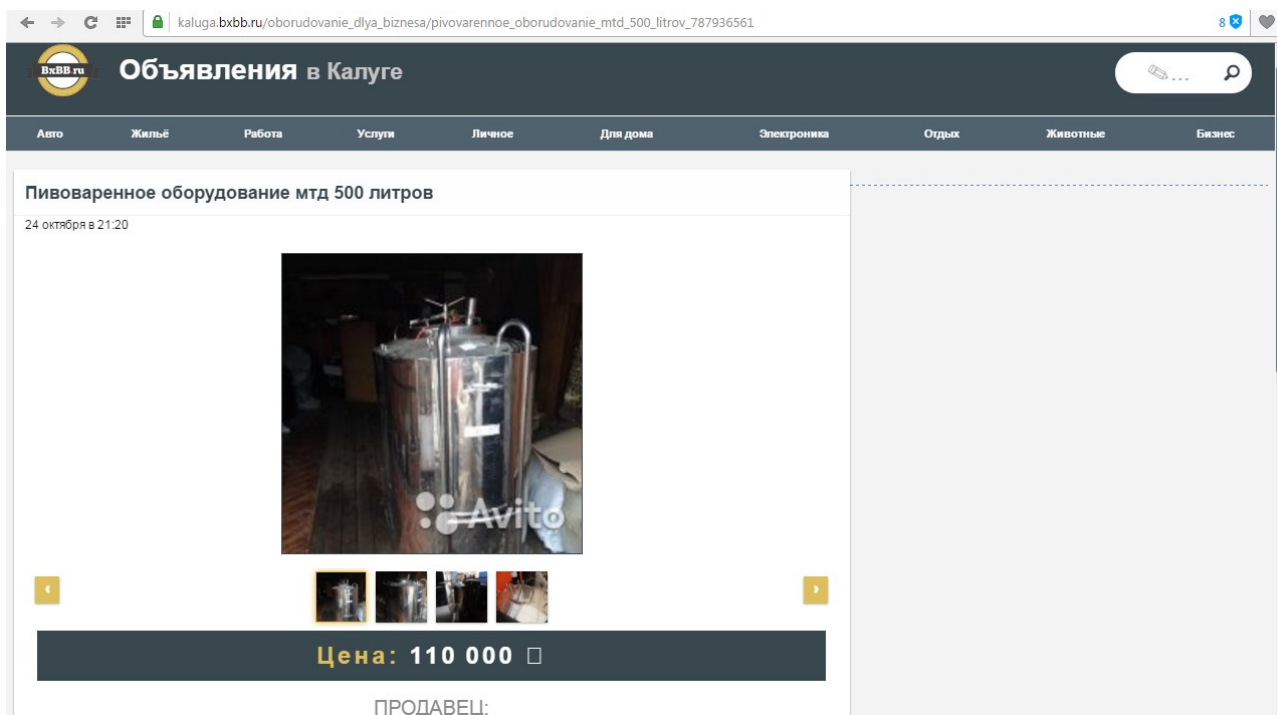 kaluga.bxbb.ru/oborudovanie_dlya_biznesa/pivovarennoe_oborudovanie_mtd_500_litrov_787936561
8
BxBB ru
Объявления в Калуге
...
Авто Жильё Работа Услуги Личное Для дома Электроника Отдых Животные Бизнес
Пивоваренное оборудование мтд 500 литров
24 октября в 21:20
Avito
Цена: 110 000
ПРОДАВЕЦ: